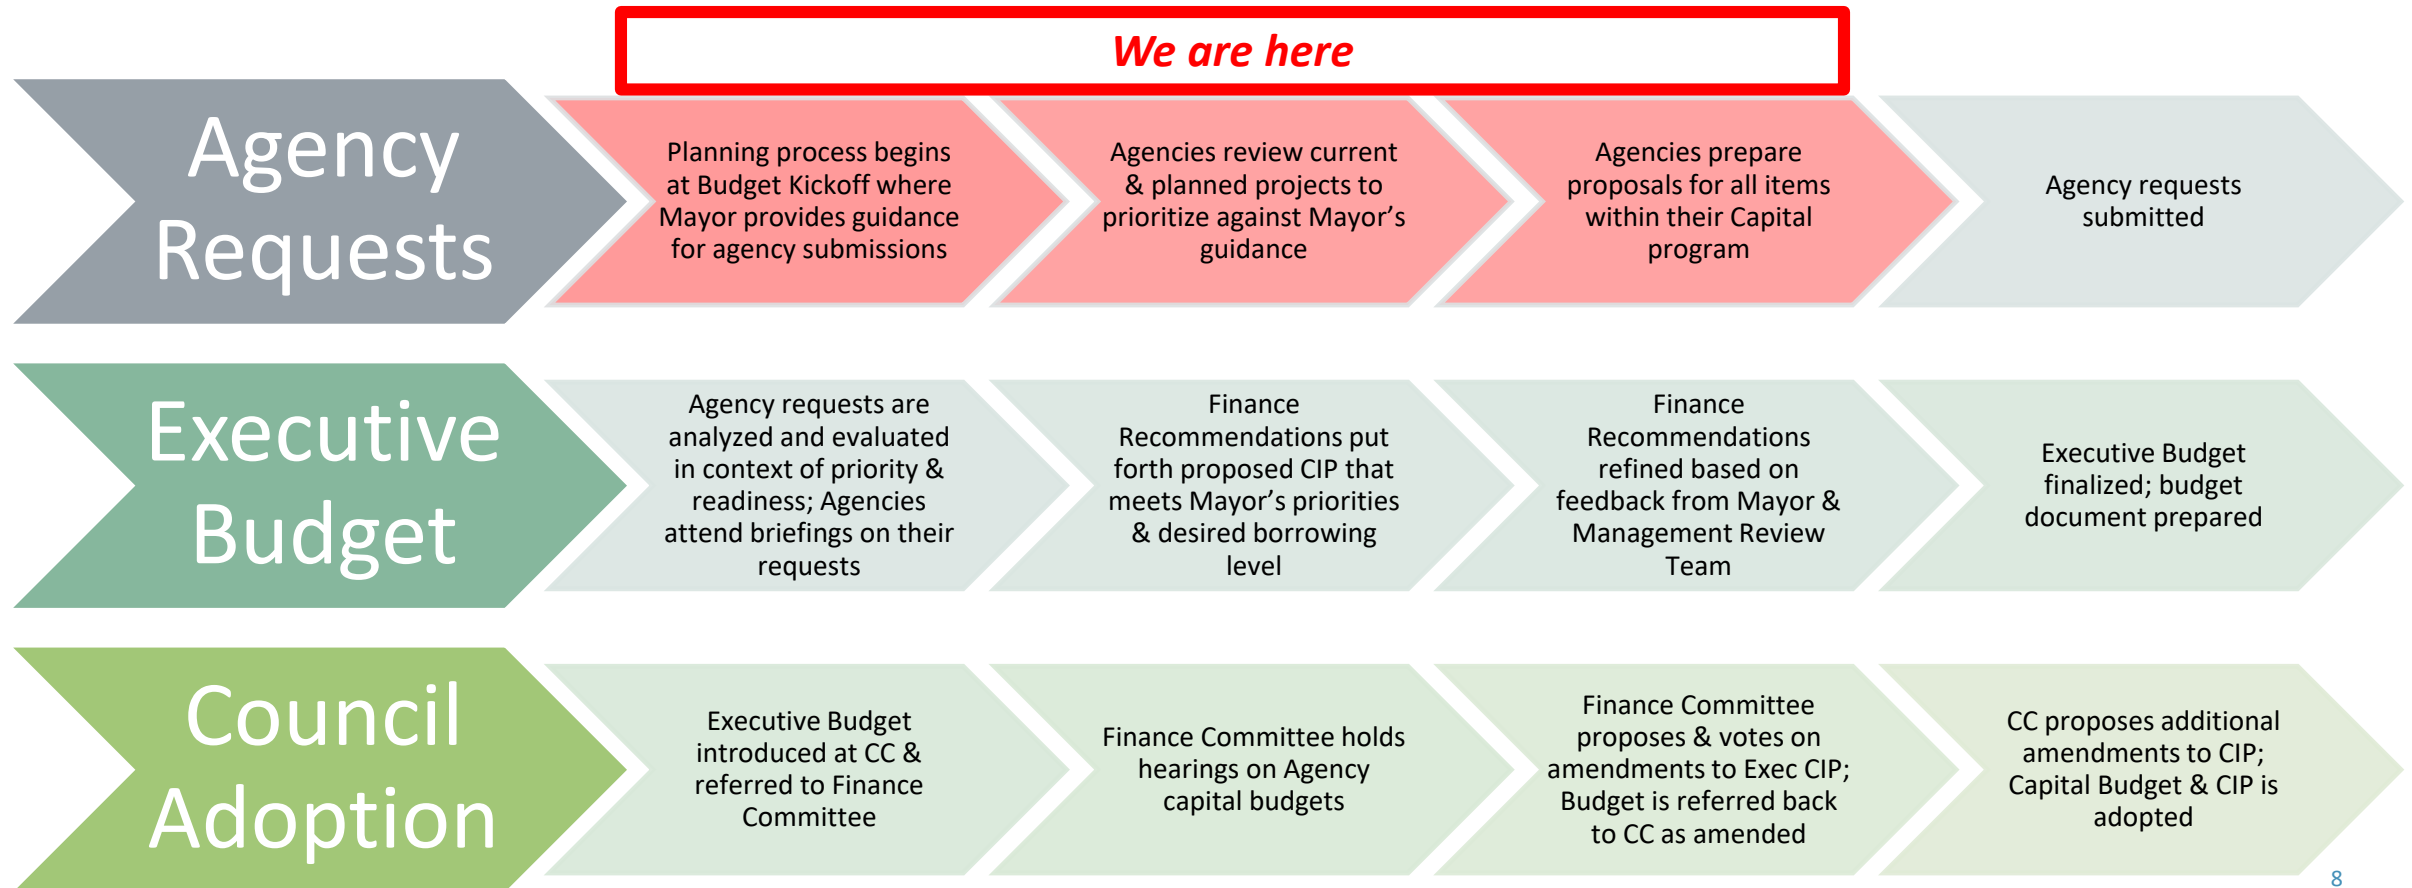 We are here
Agency
Requests
Planning process begins
at Budget Kickoff where
Mayor provides guidance
for agency submissions
Agencies review current
& planned projects to
prioritize against Mayor’s
guidance
Agencies prepare
proposals for all items
within their Capital
program
Agency requests
submitted
Executive
Budget
Agency requests are
analyzed and evaluated
in context of priority &
readiness; Agencies
attend briefings on their
requests
Finance
Recommendations put
forth proposed CIP that
meets Mayor’s priorities
& desired borrowing
level
Finance
Recommendations
refined based on
feedback from Mayor &
Management Review
Team
Executive Budget
finalized; budget
document prepared
Council
Adoption
Executive Budget
introduced at CC &
referred to Finance
Committee
Finance Committee holds
hearings on Agency
capital budgets
Finance Committee
proposes & votes on
amendments to Exec CIP;
Budget is referred back
to CC as amended
CC proposes additional
amendments to CIP;
Capital Budget & CIP is
adopted
8